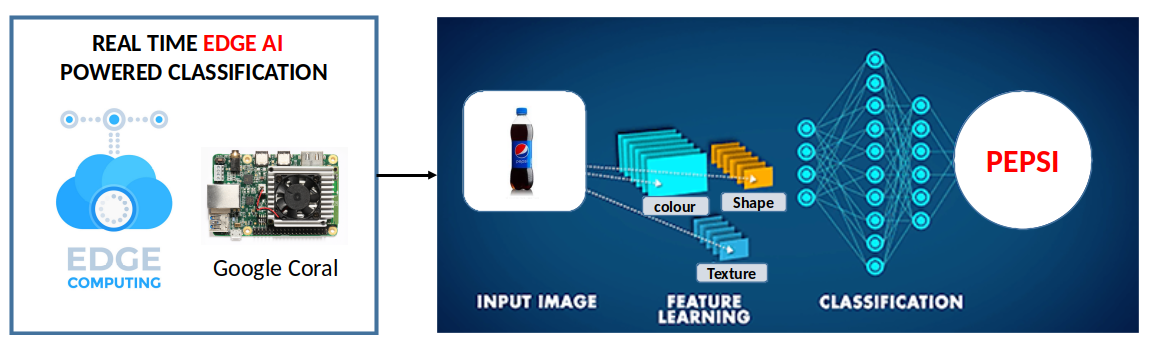 REAL TIME EDGE AI
POWERED CLASSIFICATION
EDGE
COMPUTING
Google Coral
colour
Shape
Texture
PEPSI
INPUT IMAGE
FEATURE
LEARNING
CLASSIFICATION